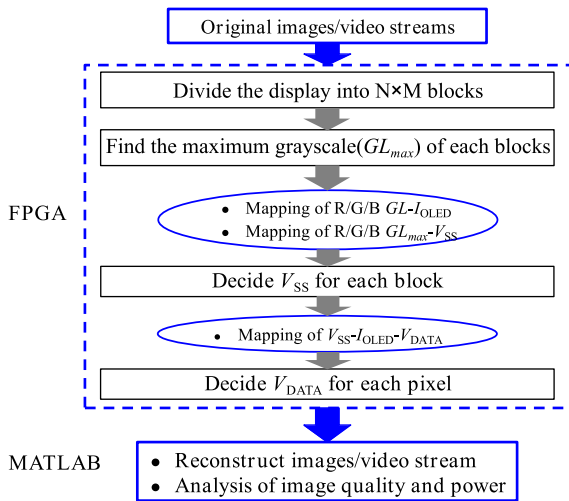 Original images/video streams
Divide the display into N×M blocks
Find the maximum grayscale(GLmax) of each blocks
FPGA
• Mapping of R/G/B GL-IOLED
• Mapping of R/G/B GLmax-VSS
Decide VSS for each block
• Mapping of VSS-IOLED-VDATA
Decide VDATA for each pixel
MATLAB
• Reconstruct images/video stream
• Analysis of image quality and power